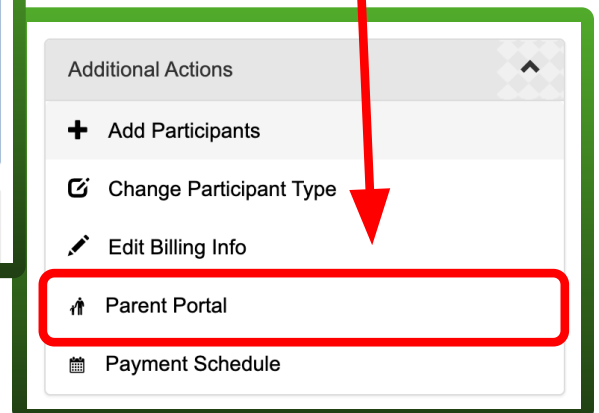 Additional Actions
Add Participants
Change Participant Type
Edit Billing Info
Parent Portal
Payment Schedule